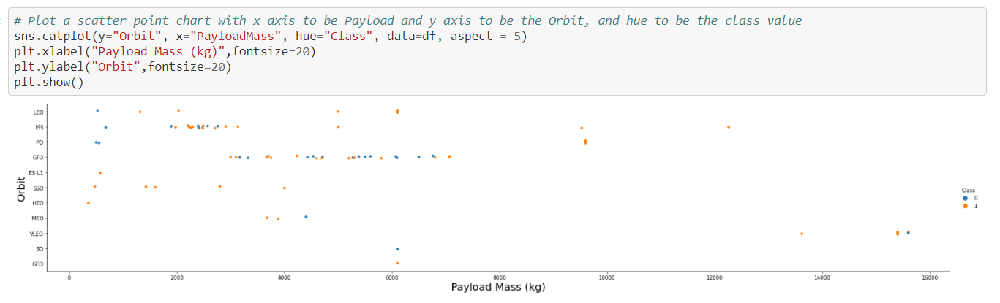 # Plot a scatter point chart with x axis to be Payload and y axis to be the Orbit, and hue to be the class value
sns.catplot(y="Orbit", x="PayloadMass", hue="Class", data=df, aspect = 5)
plt.xlabel("Payload Mass (kg)",fontsize=20)
plt.ylabel("Orbit",fontsize=20)
plt.show()
LEO
ISS
PO
GTO
ES-L1
SSO
HEO
MEO
VLEO
SO
GEO
Orbit
0 2000 4000 6000 8000 10000 12000 14000 16000
Payload Mass (kg)
Class
0
1